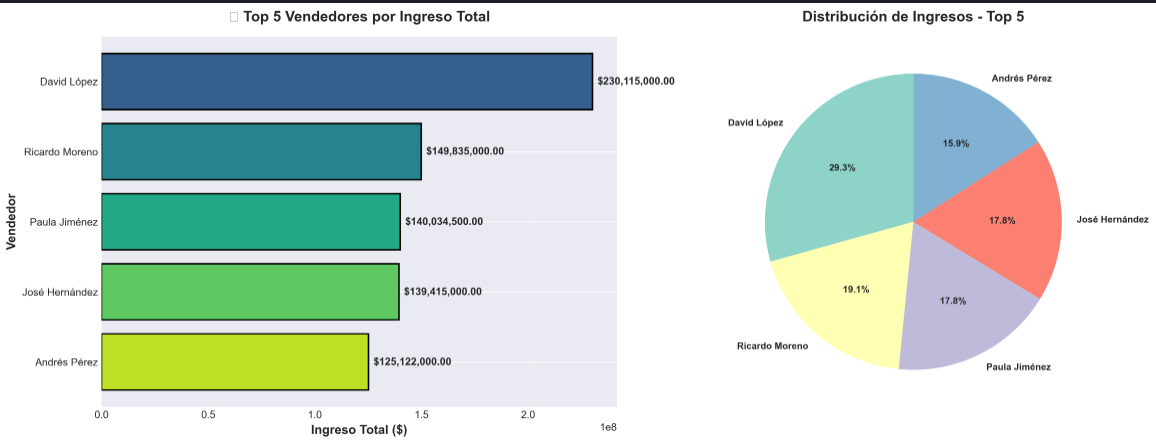 Top 5 Vendedores por Ingreso Total
David López
$230,115,000.00
Ricardo Moreno
$149,835,000.00
Paula Jiménez
$140,034,500.00
José Hernández
$139,415,000.00
Andrés Pérez
$125,122,000.00
Vendedor
0.0 0.5 1.0 1.5 2.0
1e8
Ingreso Total ($)
Distribución de Ingresos - Top 5
Andrés Pérez
15.9%
David López
29.3%
José Hernández
17.8%
Ricardo Moreno
19.1%
Paula Jiménez
17.8%